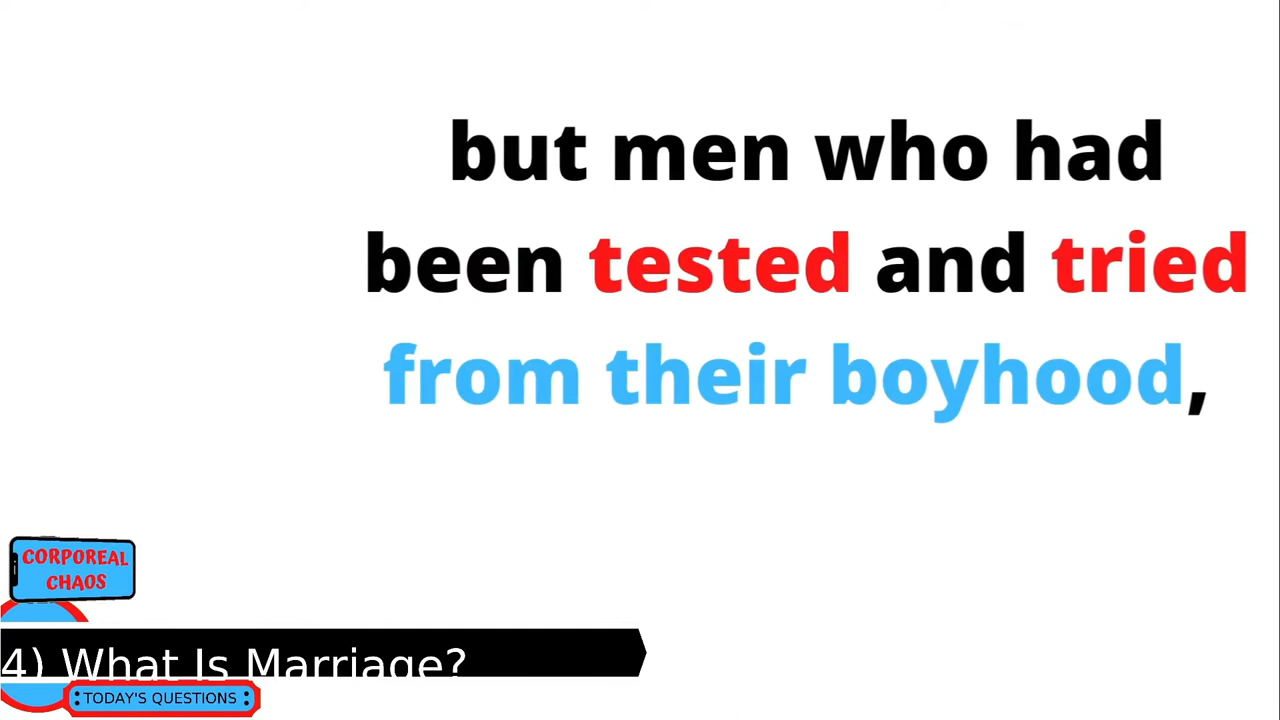 but men who had
been tested and tried
from their boyhood,
CORPOREAL
CHAOS
4) What Is Marriage?
TODAY'S QUESTIONS